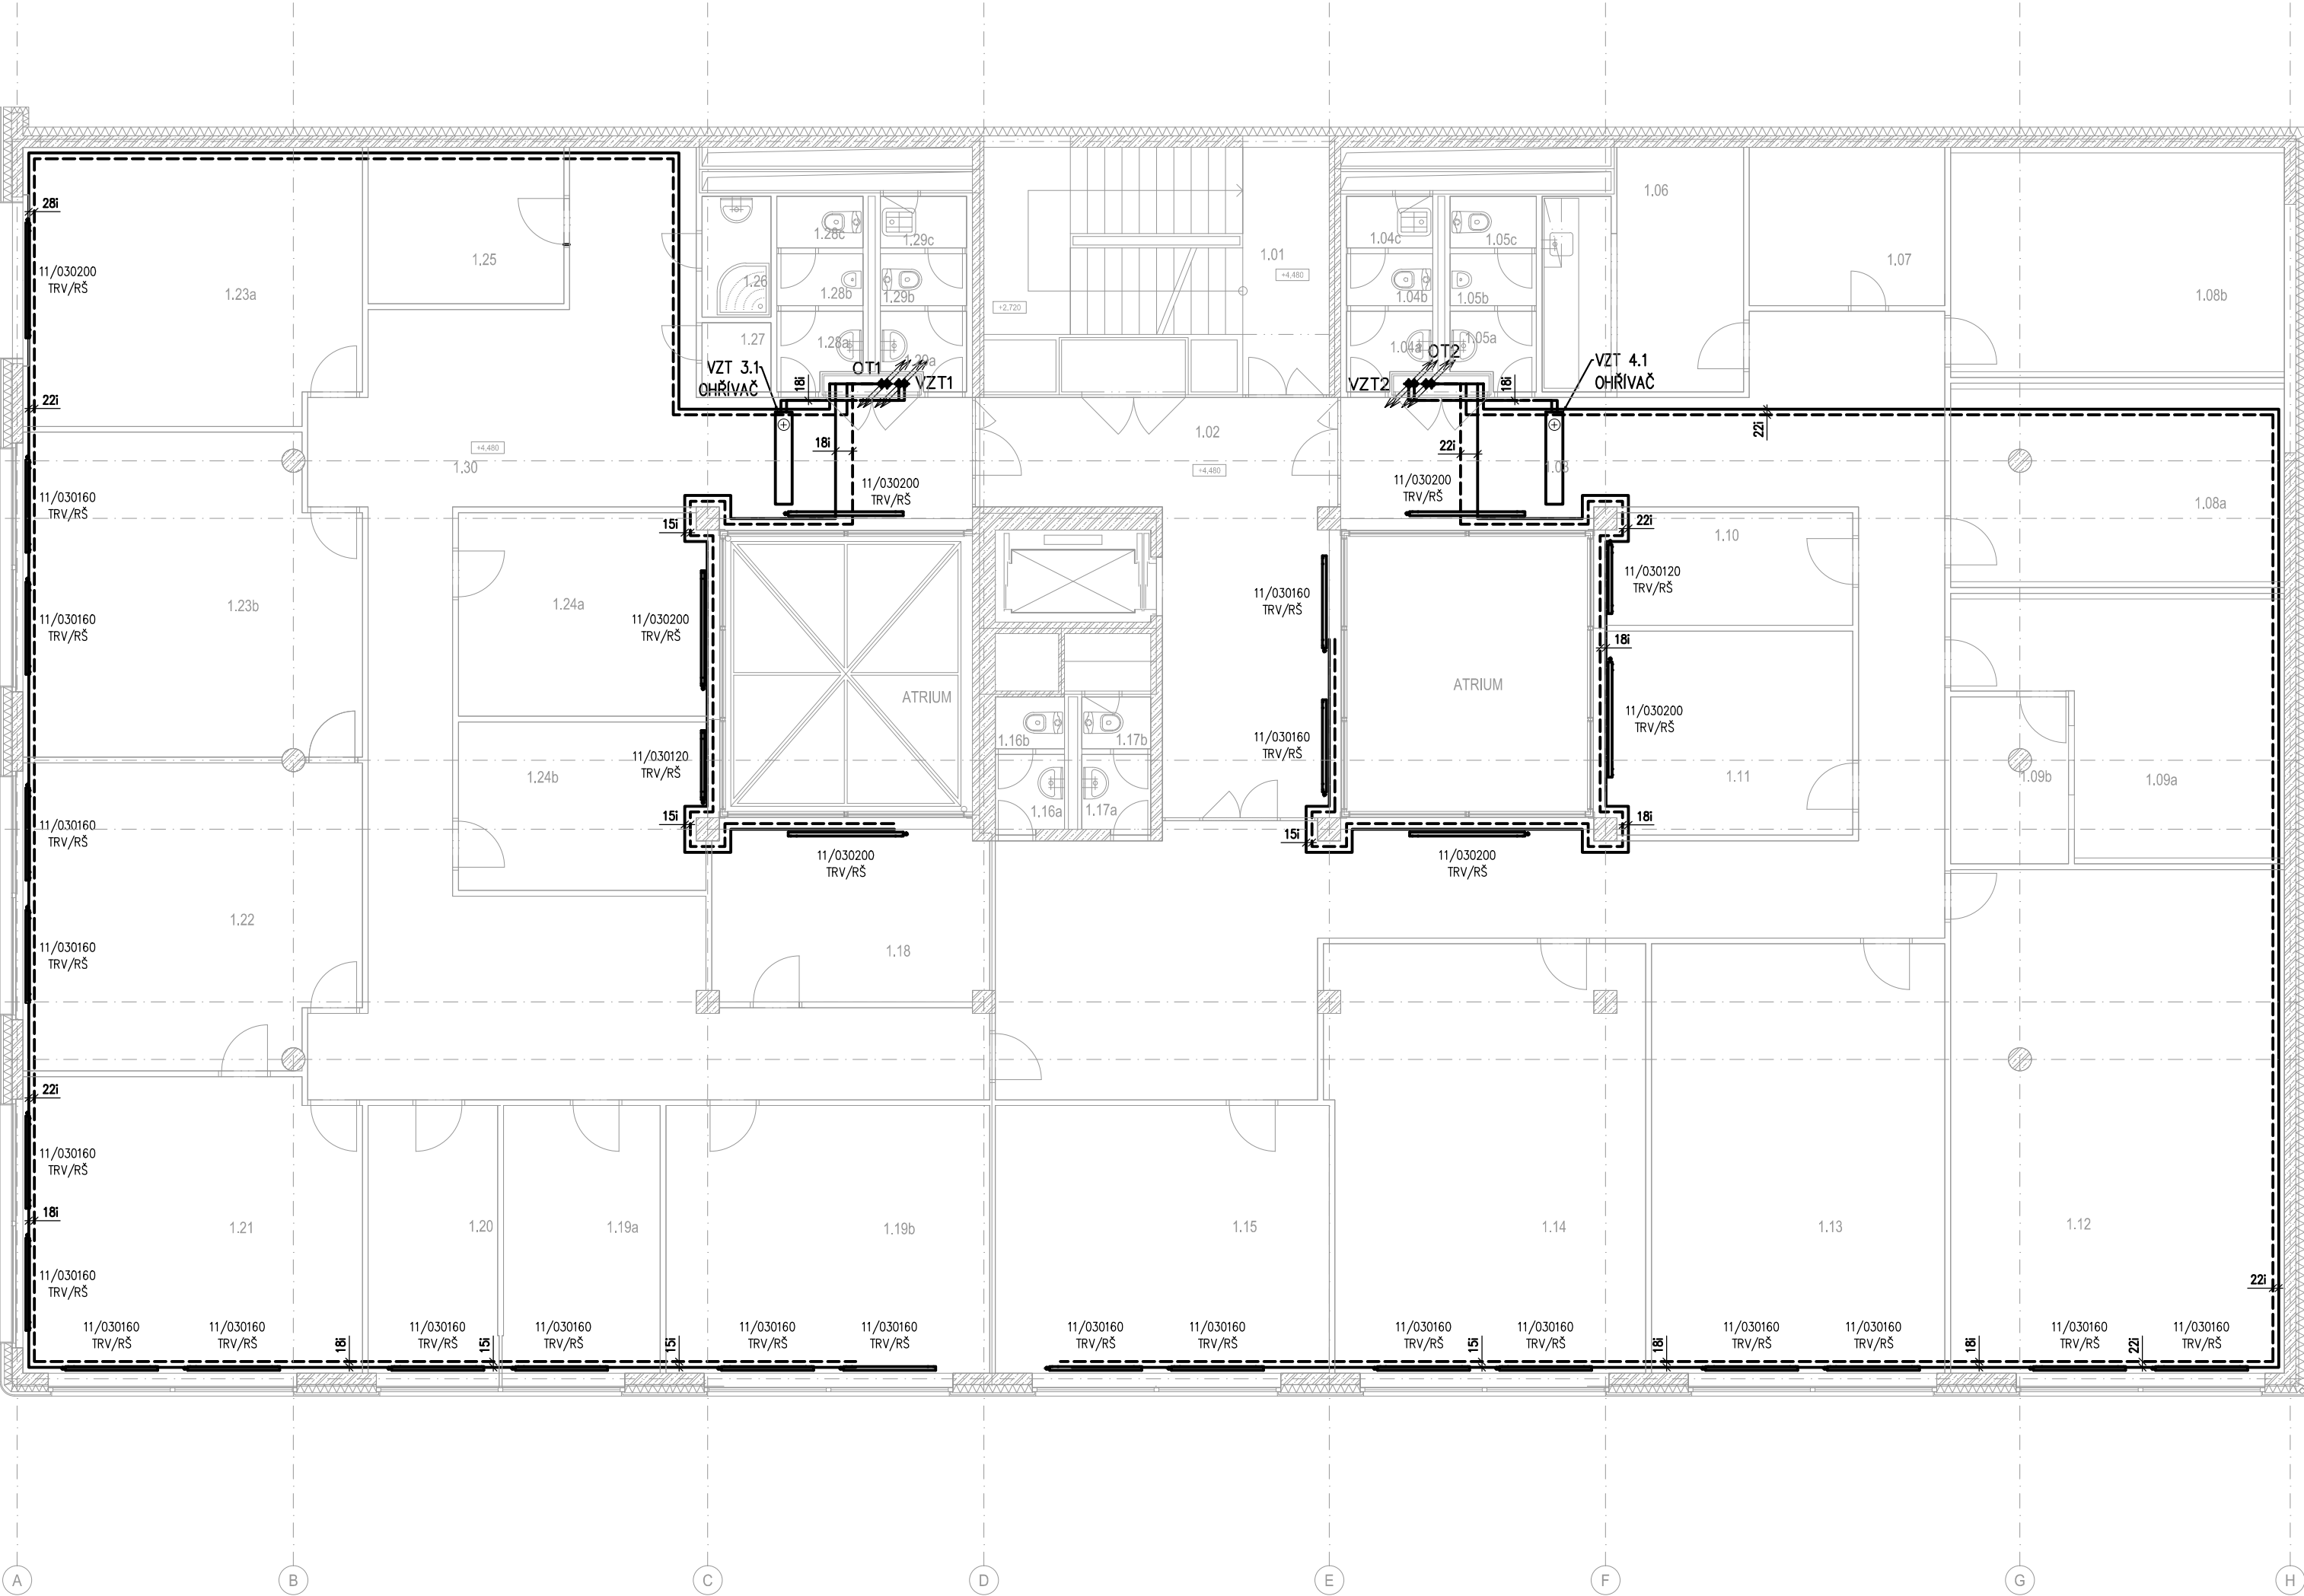 1.06
28i
1.28c
1.29c
1.04c
1.05c
1.01
+4,480
1.07
1.25
11/030200
TRV/RŠ
1.23a
1.26
1.28b
1.29b
1.04b
1.05b
1.08b
+2,720
1.27
1.28a
1.29a
1.04a
1.05a
VZT 3.1
OHŘÍVAČ
OT1
VZT1
18i
OT2
VZT2
18i
VZT 4.1
OHŘÍVAČ
22i
22i
1.02
18i
22i
+4,480
1.30
+4,480
1.03
11/030200
TRV/RŠ
11/030200
TRV/RŠ
11/030160
TRV/RŠ
1.08a
15i
22i
1.10
11/030120
TRV/RŠ
11/030160
TRV/RŠ
1.23b
1.24a
11/030160
TRV/RŠ
11/030200
TRV/RŠ
18i
ATRIUM
ATRIUM
11/030200
TRV/RŠ
1.16b
1.17b
11/030160
TRV/RŠ
11/030120
TRV/RŠ
1.24b
1.11
1.09b
1.09a
1.16a
1.17a
11/030160
TRV/RŠ
15i
15i
18i
11/030200
TRV/RŠ
11/030200
TRV/RŠ
1.22
11/030160
TRV/RŠ
1.18
22i
11/030160
TRV/RŠ
18i
1.21
1.20
1.19a
1.19b
1.15
1.14
1.13
1.12
11/030160
TRV/RŠ
22i
11/030160
TRV/RŠ
11/030160
TRV/RŠ
18i
11/030160
TRV/RŠ
15i
11/030160
TRV/RŠ
15i
11/030160
TRV/RŠ
11/030160
TRV/RŠ
11/030160
TRV/RŠ
11/030160
TRV/RŠ
11/030160
TRV/RŠ
15i
11/030160
TRV/RŠ
18i
11/030160
TRV/RŠ
11/030160
TRV/RŠ
18i
11/030160
TRV/RŠ
22i
11/030160
TRV/RŠ
A
B
C
D
E
F
G
H